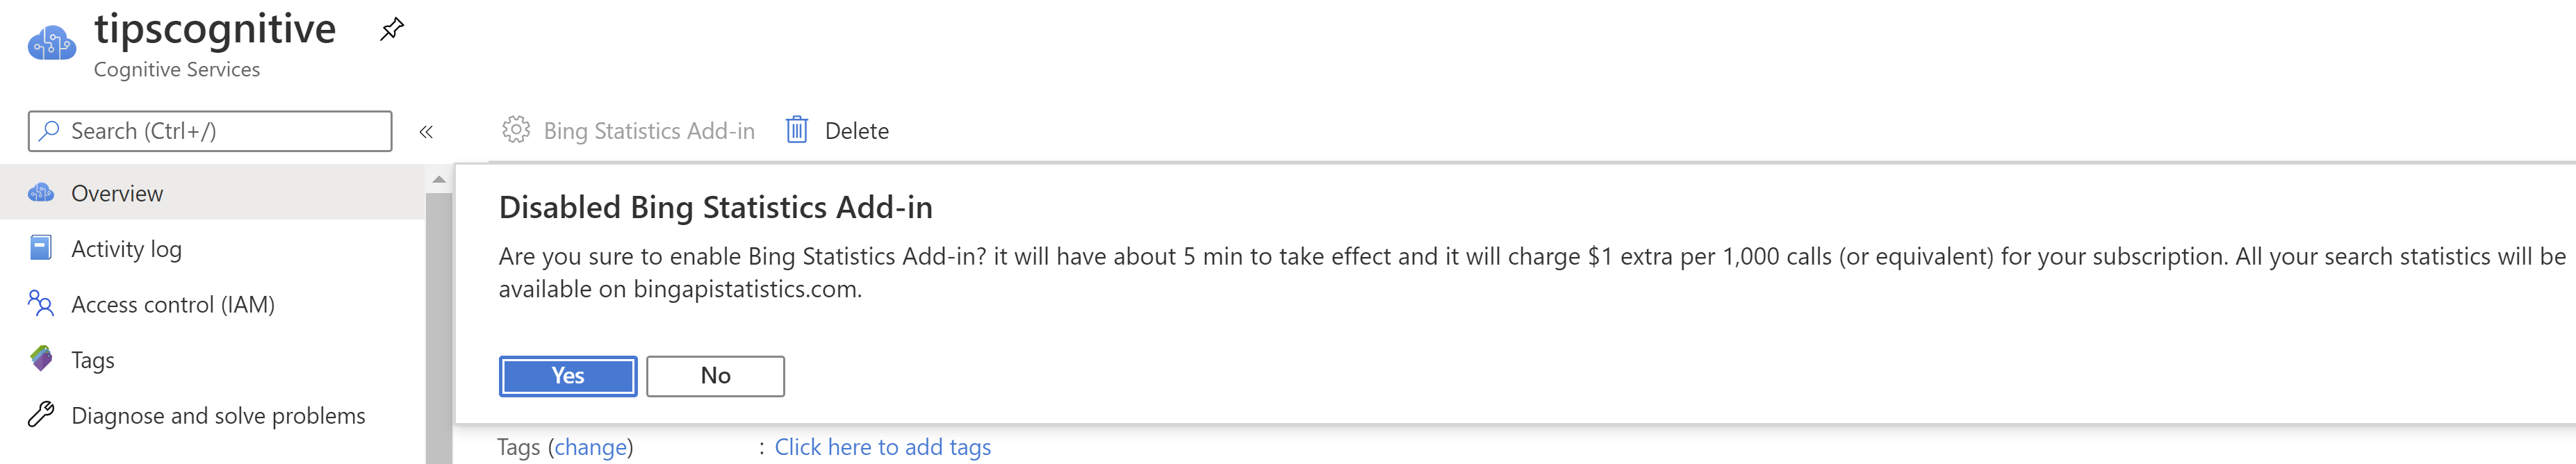 tipscognitive
Cognitive Services
Search (Ctrl+/)
«
Bing Statistics Add-in
Delete
Overview
Activity log
Access control (IAM)
Tags
Diagnose and solve problems
Disabled Bing Statistics Add-in
Are you sure to enable Bing Statistics Add-in? it will have about 5 min to take effect and it will charge $1 extra per 1,000 calls (or equivalent) for your subscription. All your search statistics will be
available on bingapistatistics.com.
Yes
No
Tags (change) : Click here to add tags